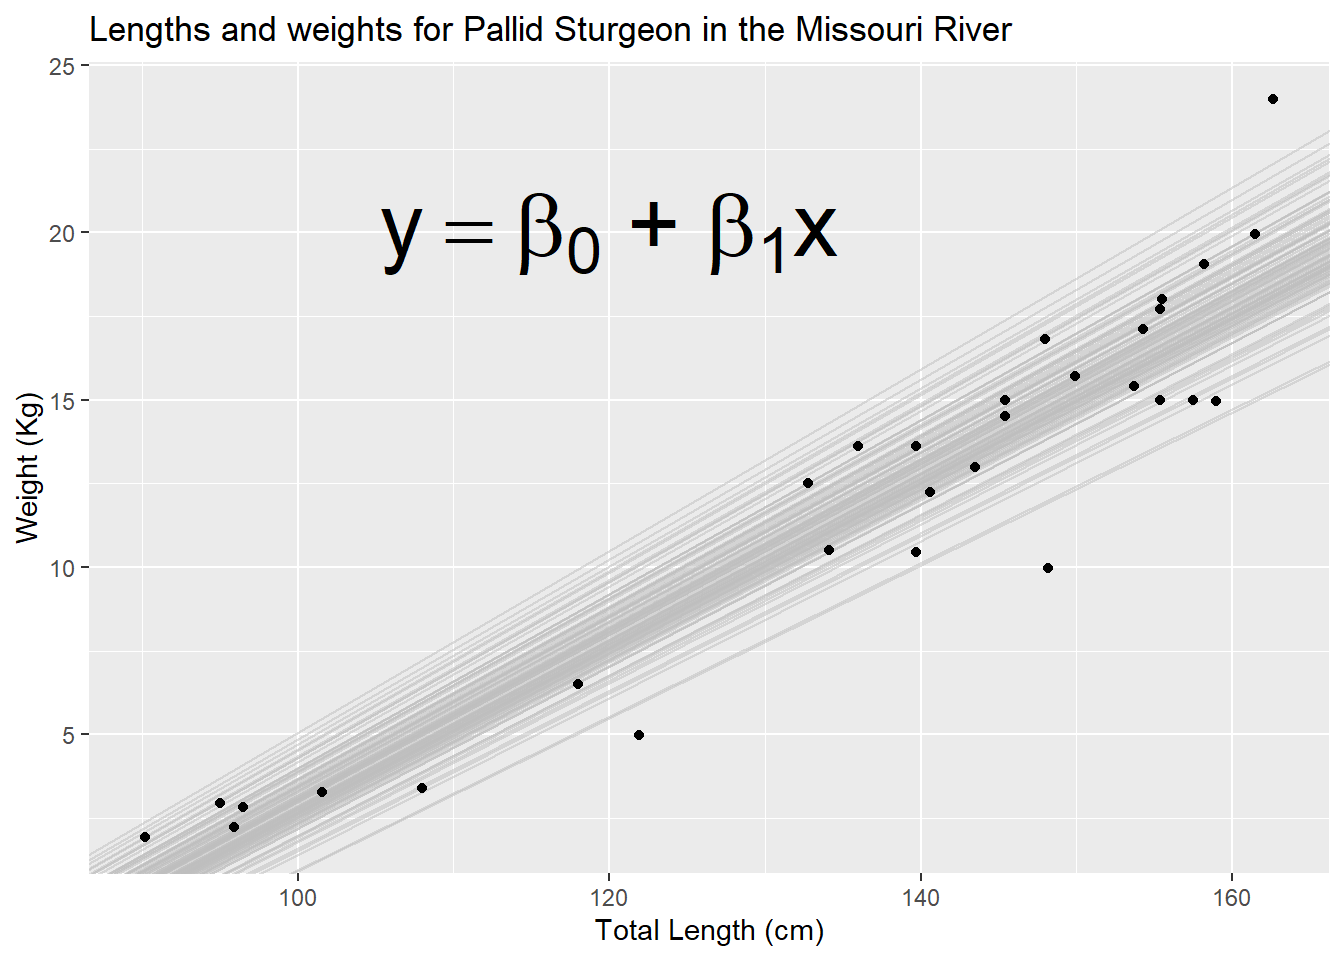 Lengths and weights for Pallid Sturgeon in the Missouri River
25
y = β₀ + β₁x
20
15
Weight (Kg)
10
5
100 120 140 160
Total Length (cm)